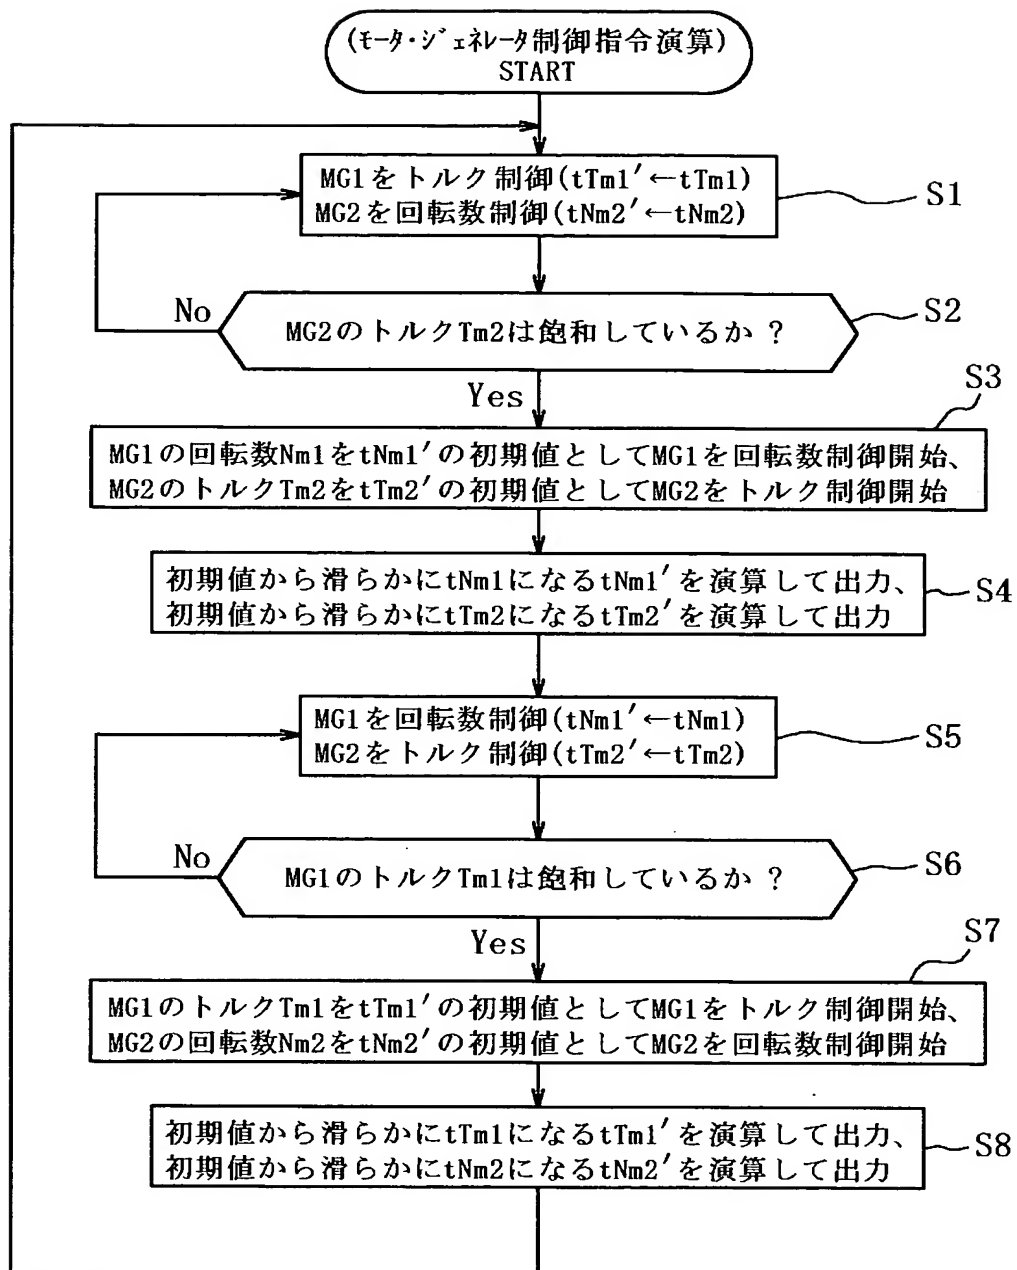 (ﾓｰﾀ・ｼﾞｪﾈﾚｰﾀ制御指令演算)
START
MG1をトルク制御(tTm1′←tTm1)
MG2を回転数制御(tNm2′←tNm2)
S1
No
MG2のトルクTm2は飽和しているか？
S2
Yes
S3
MG1の回転数Nm1をtNm1′の初期値としてMG1を回転数制御開始、
MG2のトルクTm2をtTm2′の初期値としてMG2をトルク制御開始
初期値から滑らかにtNm1になるtNm1′を演算して出力、
初期値から滑らかにtTm2になるtTm2′を演算して出力
S4
MG1を回転数制御(tNm1′←tNm1)
MG2をトルク制御(tTm2′←tTm2)
S5
No
MG1のトルクTm1は飽和しているか？
S6
Yes
S7
MG1のトルクTm1をtTm1′の初期値としてMG1をトルク制御開始、
MG2の回転数Nm2をtNm2′の初期値としてMG2を回転数制御開始
初期値から滑らかにtTm1になるtTm1′を演算して出力、
初期値から滑らかにtNm2になるtNm2′を演算して出力
S8